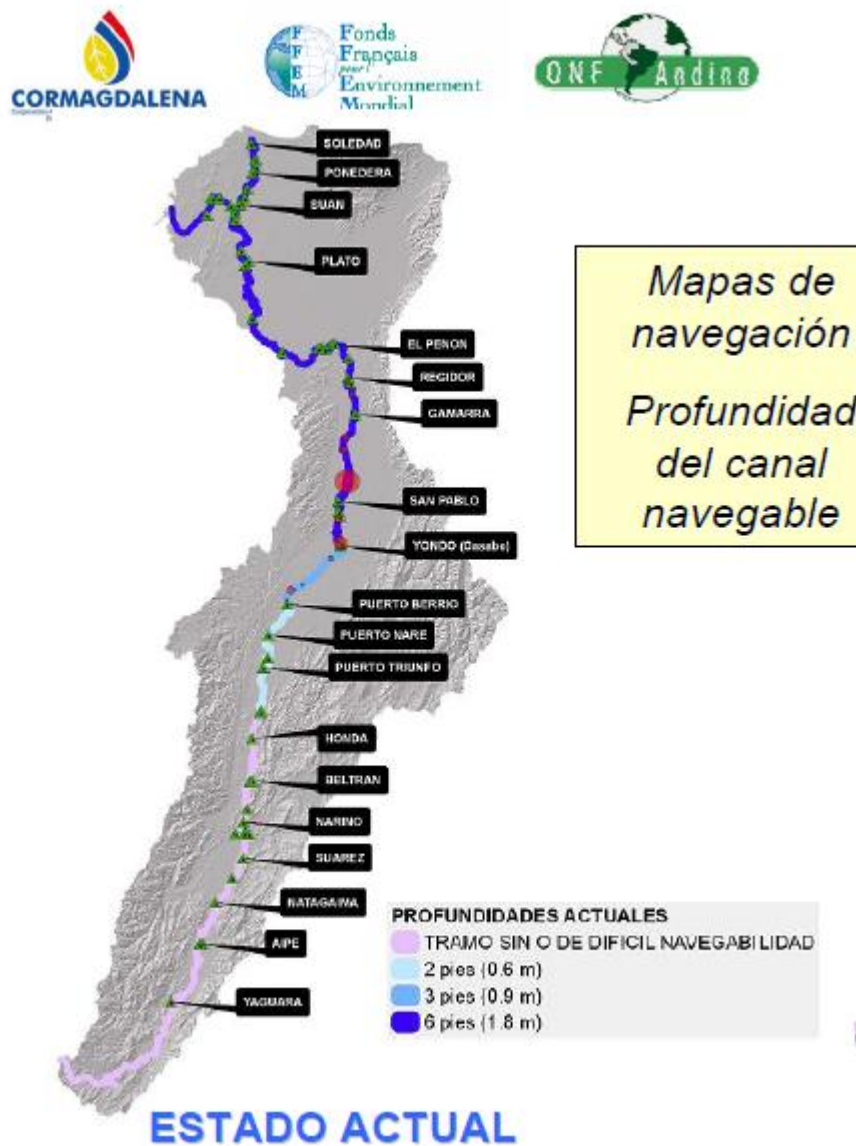 CORMAGDALENA
FFEM
Fonds
Français
pour l'
Environnement
Mondial
ONF Andina
SOLEDAD
PONEDERA
SUAN
PLATO
EL PENON
REGIDOR
GAMARRA
SAN PABLO
YONDO (Casabe)
PUERTO BERRIO
PUERTO NARE
PUERTO TRIUNFO
HONDA
BELTRAN
NARINO
SUAREZ
NATAGAIMA
AIPE
YAGUARA
Mapas de
navegación
Profundidad
del canal
navegable
PROFUNDIDADES ACTUALES
TRAMO SIN O DE DIFICIL NAVEGABILIDAD
2 pies (0.6 m)
3 pies (0.9 m)
6 pies (1.8 m)
ESTADO ACTUAL